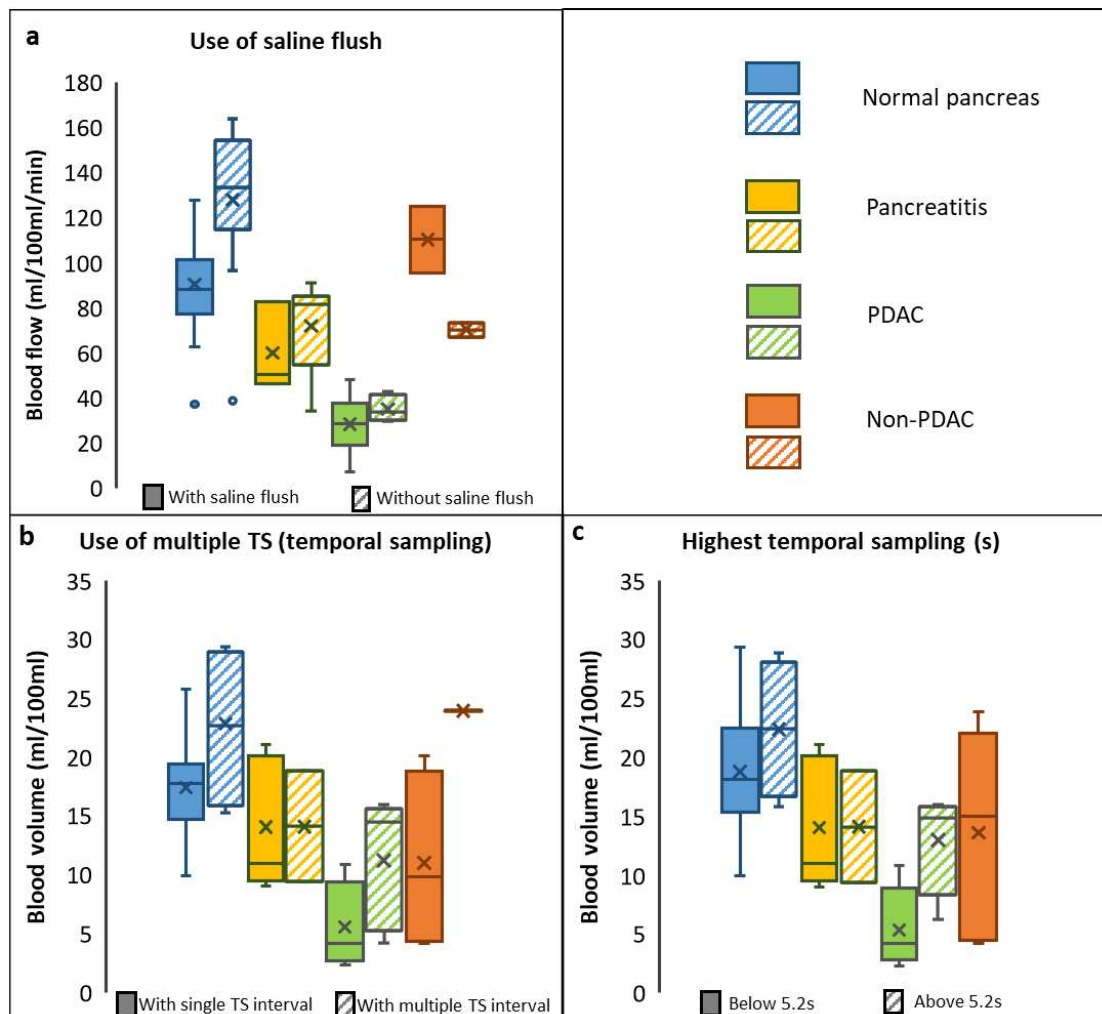 a
Use of saline flush
Blood flow (ml/100ml/min)
180
160
140
120
100
80
60
40
20
0
With saline flush
Without saline flush
Normal pancreas
Pancreatitis
PDAC
Non-PDAC
b
Use of multiple TS (temporal sampling)
Blood volume (ml/100ml)
35
30
25
20
15
10
5
0
With single TS interval
With multiple TS interval
c
Highest temporal sampling (s)
Blood volume (ml/100ml)
35
30
25
20
15
10
5
0
Below 5.2s
Above 5.2s